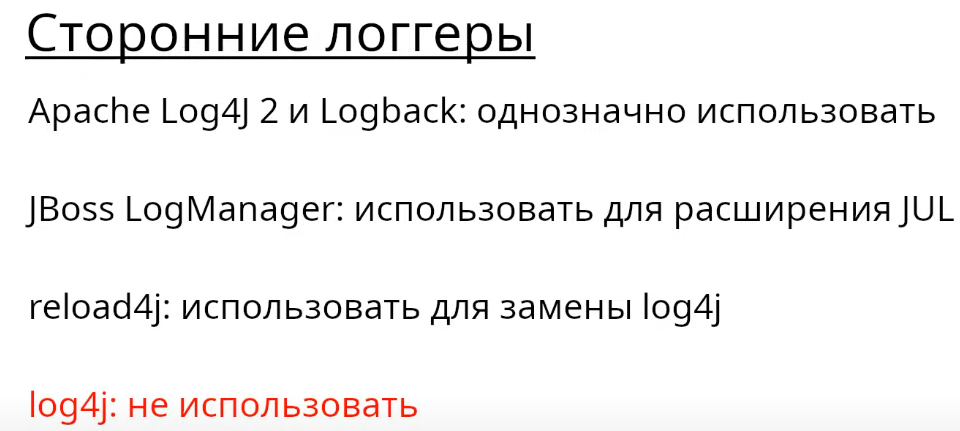 Сторонние логгеры
Apache Log4J 2 и Logback: однозначно использовать
JBoss LogManager: использовать для расширения JUL
reload4j: использовать для замены log4j
log4j: не использовать